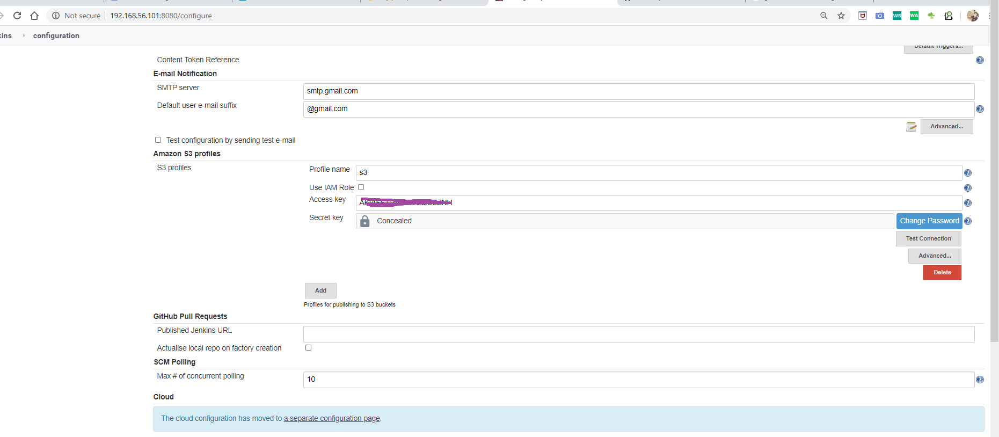 Not secure 192.168.56.101:8080/configure
configuration
Content Token Reference
E-mail Notification
SMTP server smtp.gmail.com
Default user e-mail suffix @gmail.com
Advanced...
Test configuration by sending test e-mail
Amazon S3 profiles
S3 profiles Profile name s3
Use IAM Role
Access key
Secret key Concealed Change Password
Test Connection
Advanced...
Delete
Add
Profiles for publishing to S3 buckets
GitHub Pull Requests
Published Jenkins URL
Actualise local repo on factory creation
SCM Polling
Max # of concurrent polling 10
Cloud
The cloud configuration has moved to a separate configuration page.